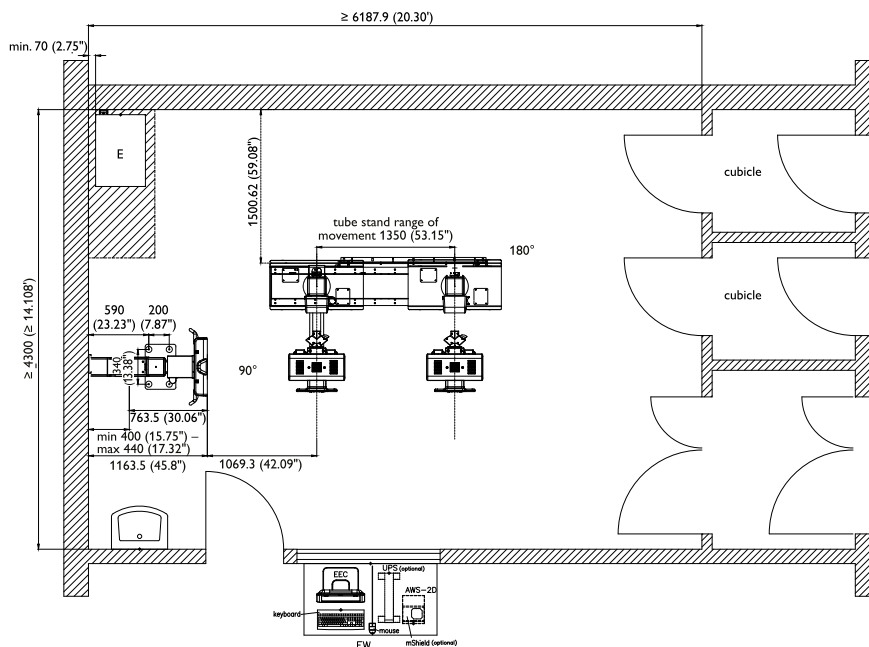 ≥ 6187.9 (20.30')
min. 70 (2.75")
E
1500.62 (59.08")
cubicle
tube stand range of
movement 1350 (53.15")
180°
≥ 4300 (≥ 14.108')
cubicle
590
(23.23")
200
(7.87")
340
(13.38")
90°
763.5 (30.06")
min 400 (15.75") –
max 440 (17.32")
1163.5 (45.8")
1069.3 (42.09")
EEC
UPS (optional)
AWS-2D
keyboard
mouse
mShield (optional)
EW